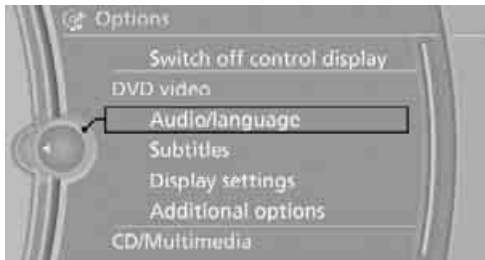 Options
Switch off control display
DVD video
Audio/language
Subtitles
Display settings
Additional options
CD/Multimedia